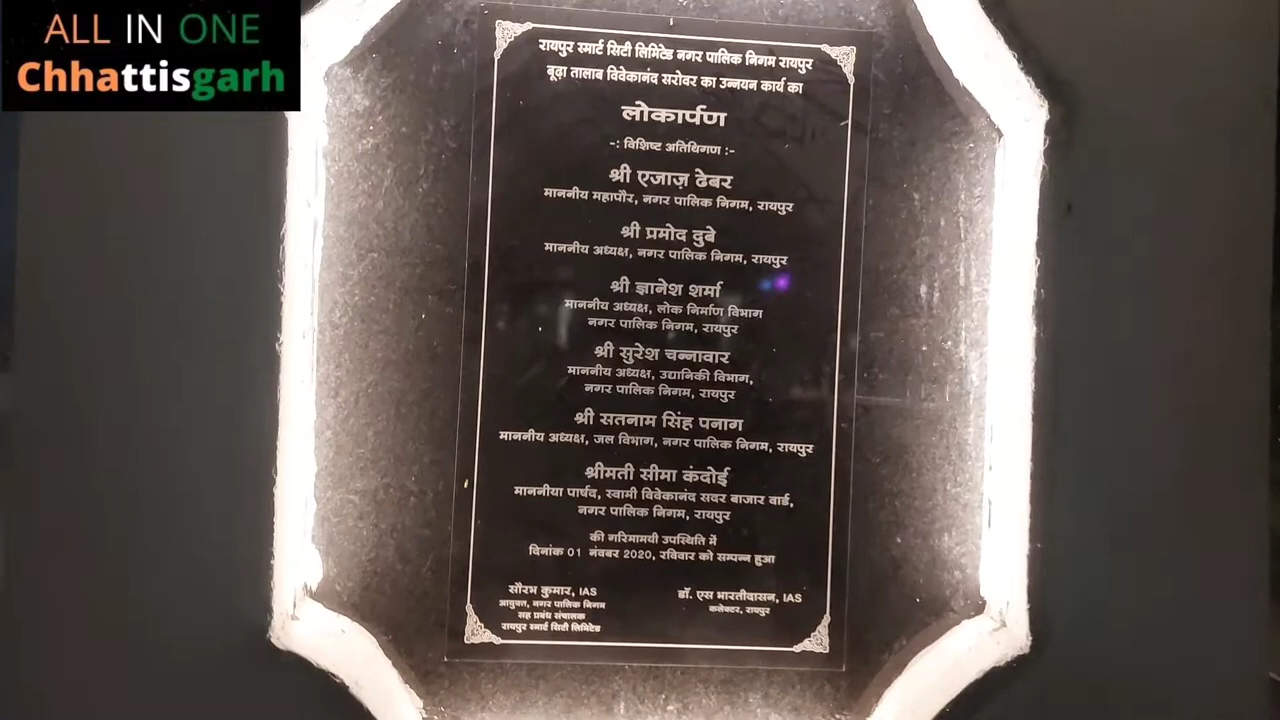 ALL IN ONE
Chhattisgarh
रायपुर स्मार्ट सिटी लिमिटेड नगर पालिक निगम रायपुर
बूढ़ा तालाब विवेकानंद सरोवर का उन्नयन कार्य का
लोकार्पण
-: विशिष्ट अतिथिगण :-
श्री एजाज़ ढेबर
माननीय महापौर, नगर पालिक निगम, रायपुर
श्री प्रमोद दुबे
माननीय अध्यक्ष, नगर पालिक निगम, रायपुर
श्री ज्ञानेश शर्मा
माननीय अध्यक्ष, लोक निर्माण विभाग
नगर पालिक निगम, रायपुर
श्री सुरेश चन्नावार
माननीय अध्यक्ष, उद्यानिकी विभाग,
नगर पालिक निगम, रायपुर
श्री सतनाम सिंह पनाग
माननीय अध्यक्ष, जल विभाग, नगर पालिक निगम, रायपुर
श्रीमती सीमा कंदोई
माननीया पार्षद, स्वामी विवेकानंद सदर बाजार वार्ड,
नगर पालिक निगम, रायपुर
की गरिमामयी उपस्थिति में
दिनांक 01 नंवबर 2020, रविवार को सम्पन्न हुआ
सौरभ कुमार, IAS
आयुक्त, नगर पालिक निगम
सह प्रबंध संचालक
रायपुर स्मार्ट सिटी लिमिटेड
डॉ. एस भारतीदासन, IAS
कलेक्टर, रायपुर